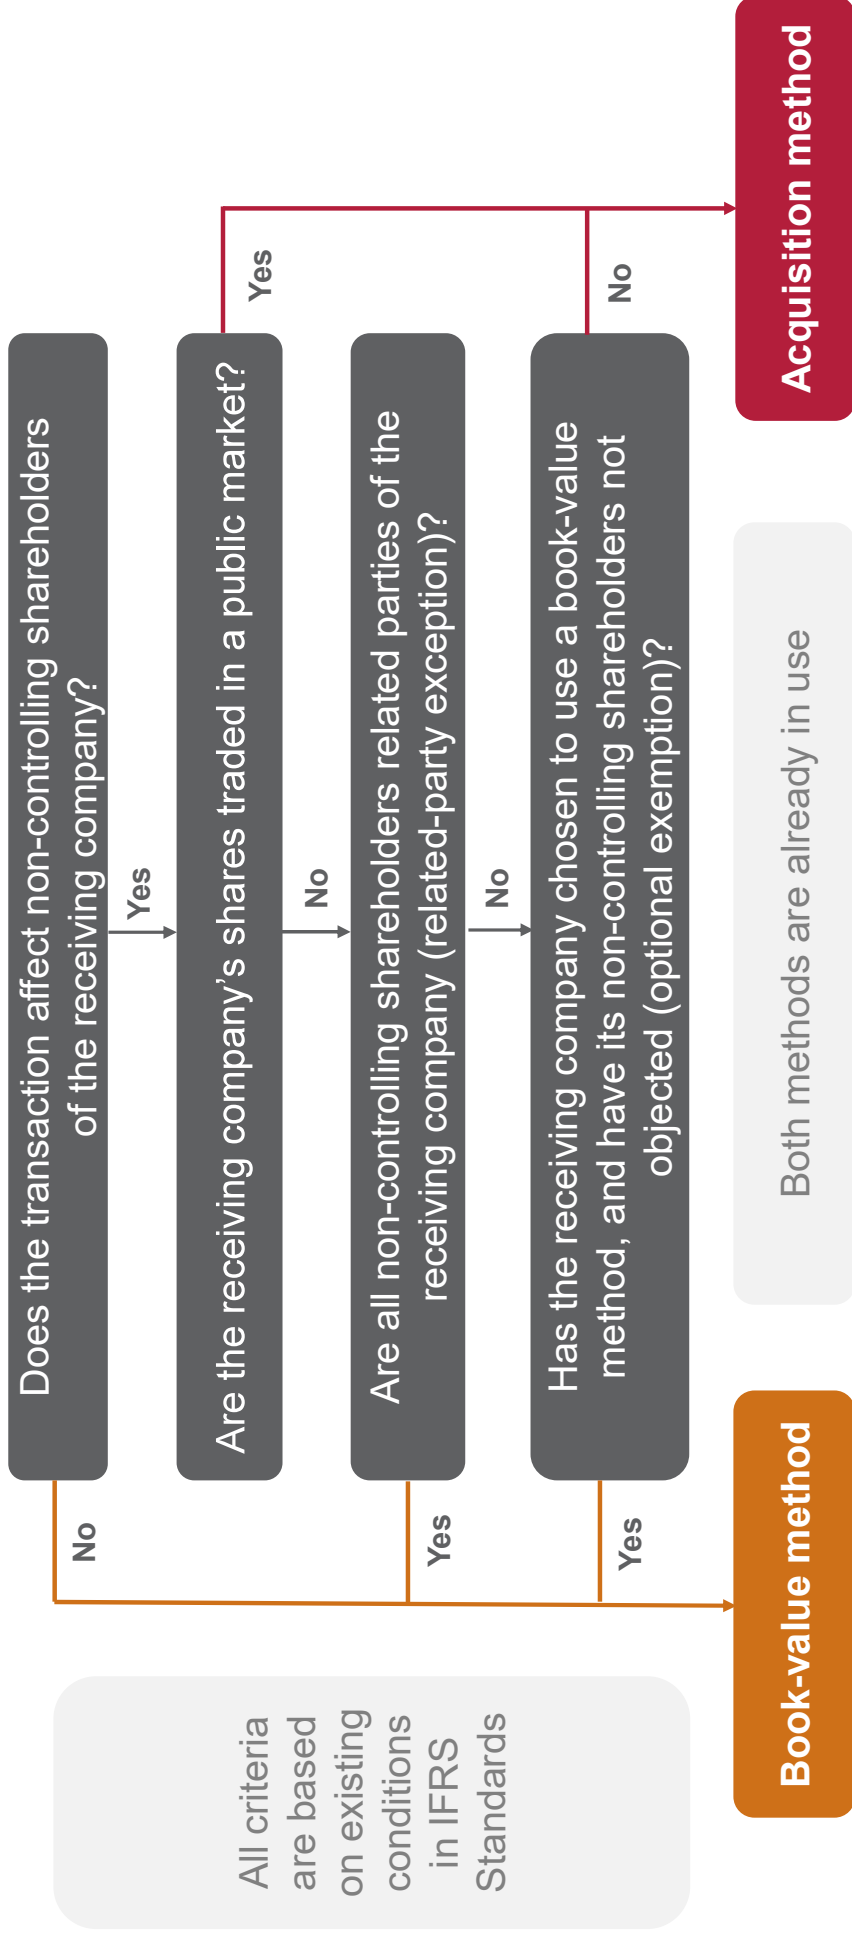 Does the transaction affect non-controlling shareholders
of the receiving company?
No
Yes
Are the receiving company’s shares traded in a public market?
Yes
No
All criteria
are based
on existing
conditions
in IFRS
Standards
Are all non-controlling shareholders related parties of the
receiving company (related-party exception)?
Yes
No
Has the receiving company chosen to use a book-value
method, and have its non-controlling shareholders not
objected (optional exemption)?
Yes
No
Book-value method
Both methods are already in use
Acquisition method